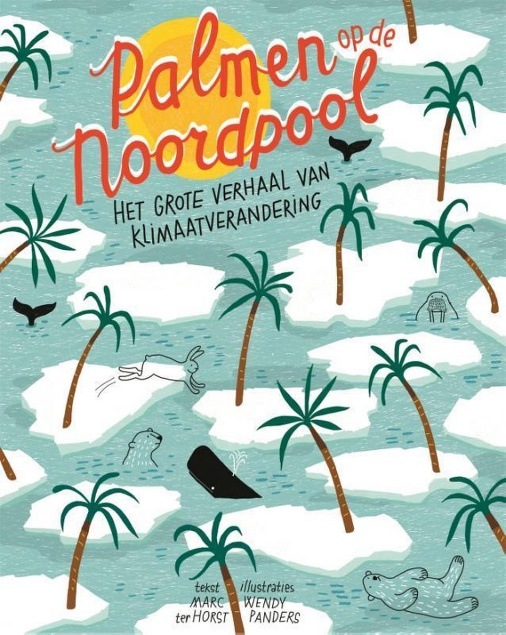 Palmen op de
Noordpool
HET GROTE VERHAAL VAN
KLIMAATVERANDERING
tekst
MARC
ter HORST
illustraties
WENDY
PANDERS